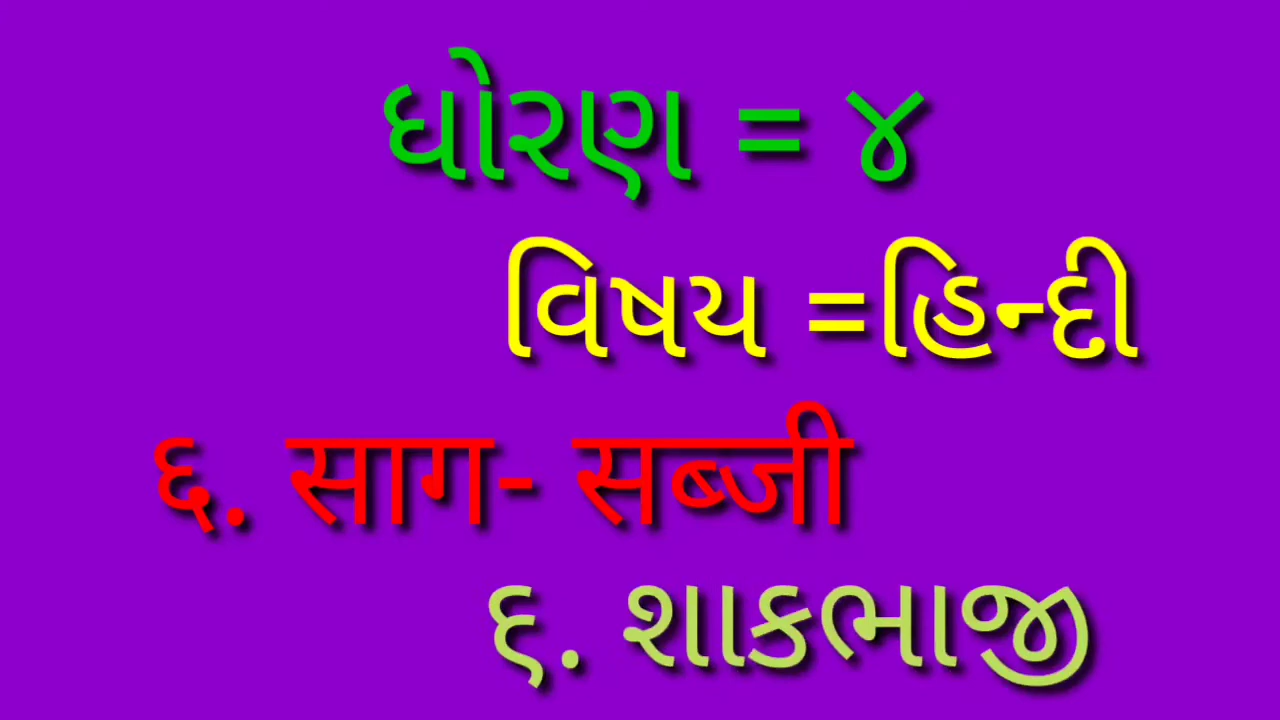 ધોરણ = ૪
વિષય =હિન્દી
६. साग- सब्जी
૬. શાકભાજી